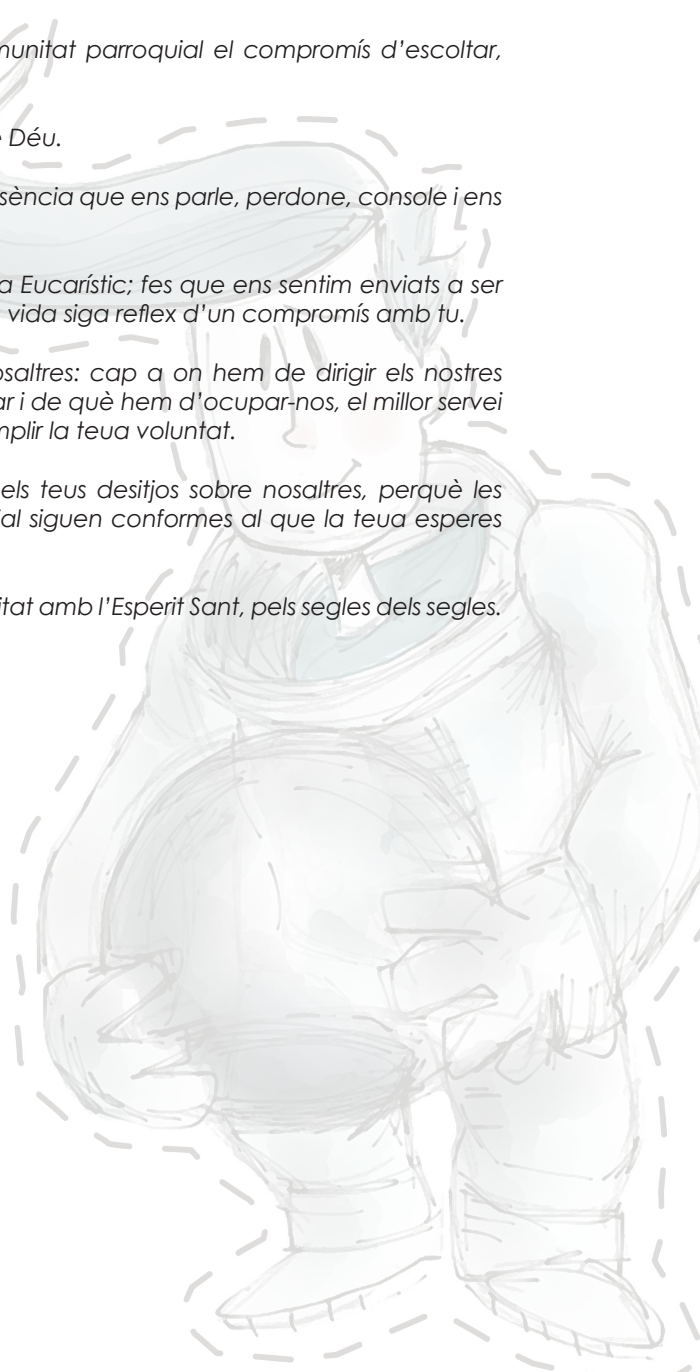 munitat parroquial el compromís d’escoltar,
Déu.
sència que ens parle, perdone, console i ens
a Eucarístic; fes que ens sentim enviats a ser
vida siga reflex d’un compromís amb tu.
osaltres: cap a on hem de dirigir els nostres
ar i de què hem d’ocupar-nos, el millor servei
mplir la teua voluntat.
els teus desitjos sobre nosaltres, perquè les
ial siguen conformes al que la teua esperes
itat amb l’Esperit Sant, pels segles dels segles.